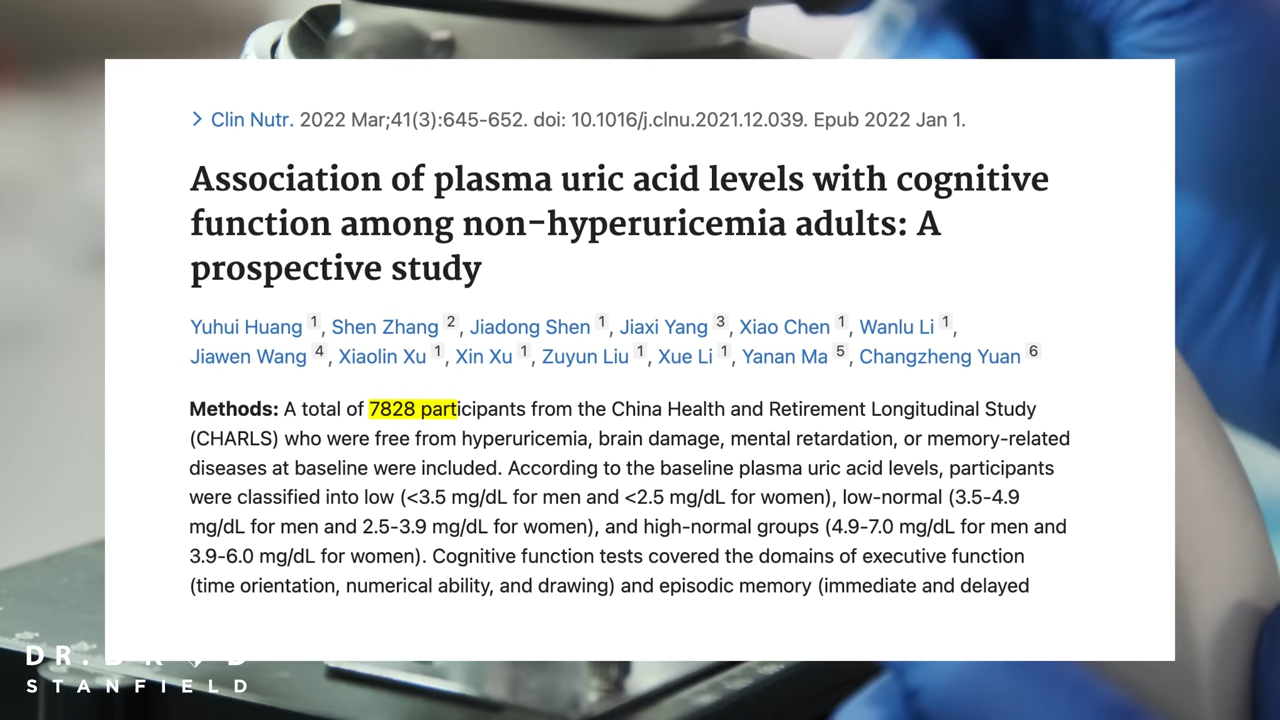 > Clin Nutr. 2022 Mar;41(3):645-652. doi: 10.1016/j.clnu.2021.12.039. Epub 2022 Jan 1.
Association of plasma uric acid levels with cognitive
function among non-hyperuricemia adults: A
prospective study
Yuhui Huang 1, Shen Zhang 2, Jiadong Shen 1, Jiaxi Yang 3, Xiao Chen 1, Wanlu Li 1,
Jiawen Wang 4, Xiaolin Xu 1, Xin Xu 1, Zuyun Liu 1, Xue Li 1, Yanan Ma 5, Changzheng Yuan 6
Methods: A total of 7828 participants from the China Health and Retirement Longitudinal Study
(CHARLS) who were free from hyperuricemia, brain damage, mental retardation, or memory-related
diseases at baseline were included. According to the baseline plasma uric acid levels, participants
were classified into low (<3.5 mg/dL for men and <2.5 mg/dL for women), low-normal (3.5-4.9
mg/dL for men and 2.5-3.9 mg/dL for women), and high-normal groups (4.9-7.0 mg/dL for men and
3.9-6.0 mg/dL for women). Cognitive function tests covered the domains of executive function
(time orientation, numerical ability, and drawing) and episodic memory (immediate and delayed
DR.
STANFIELD